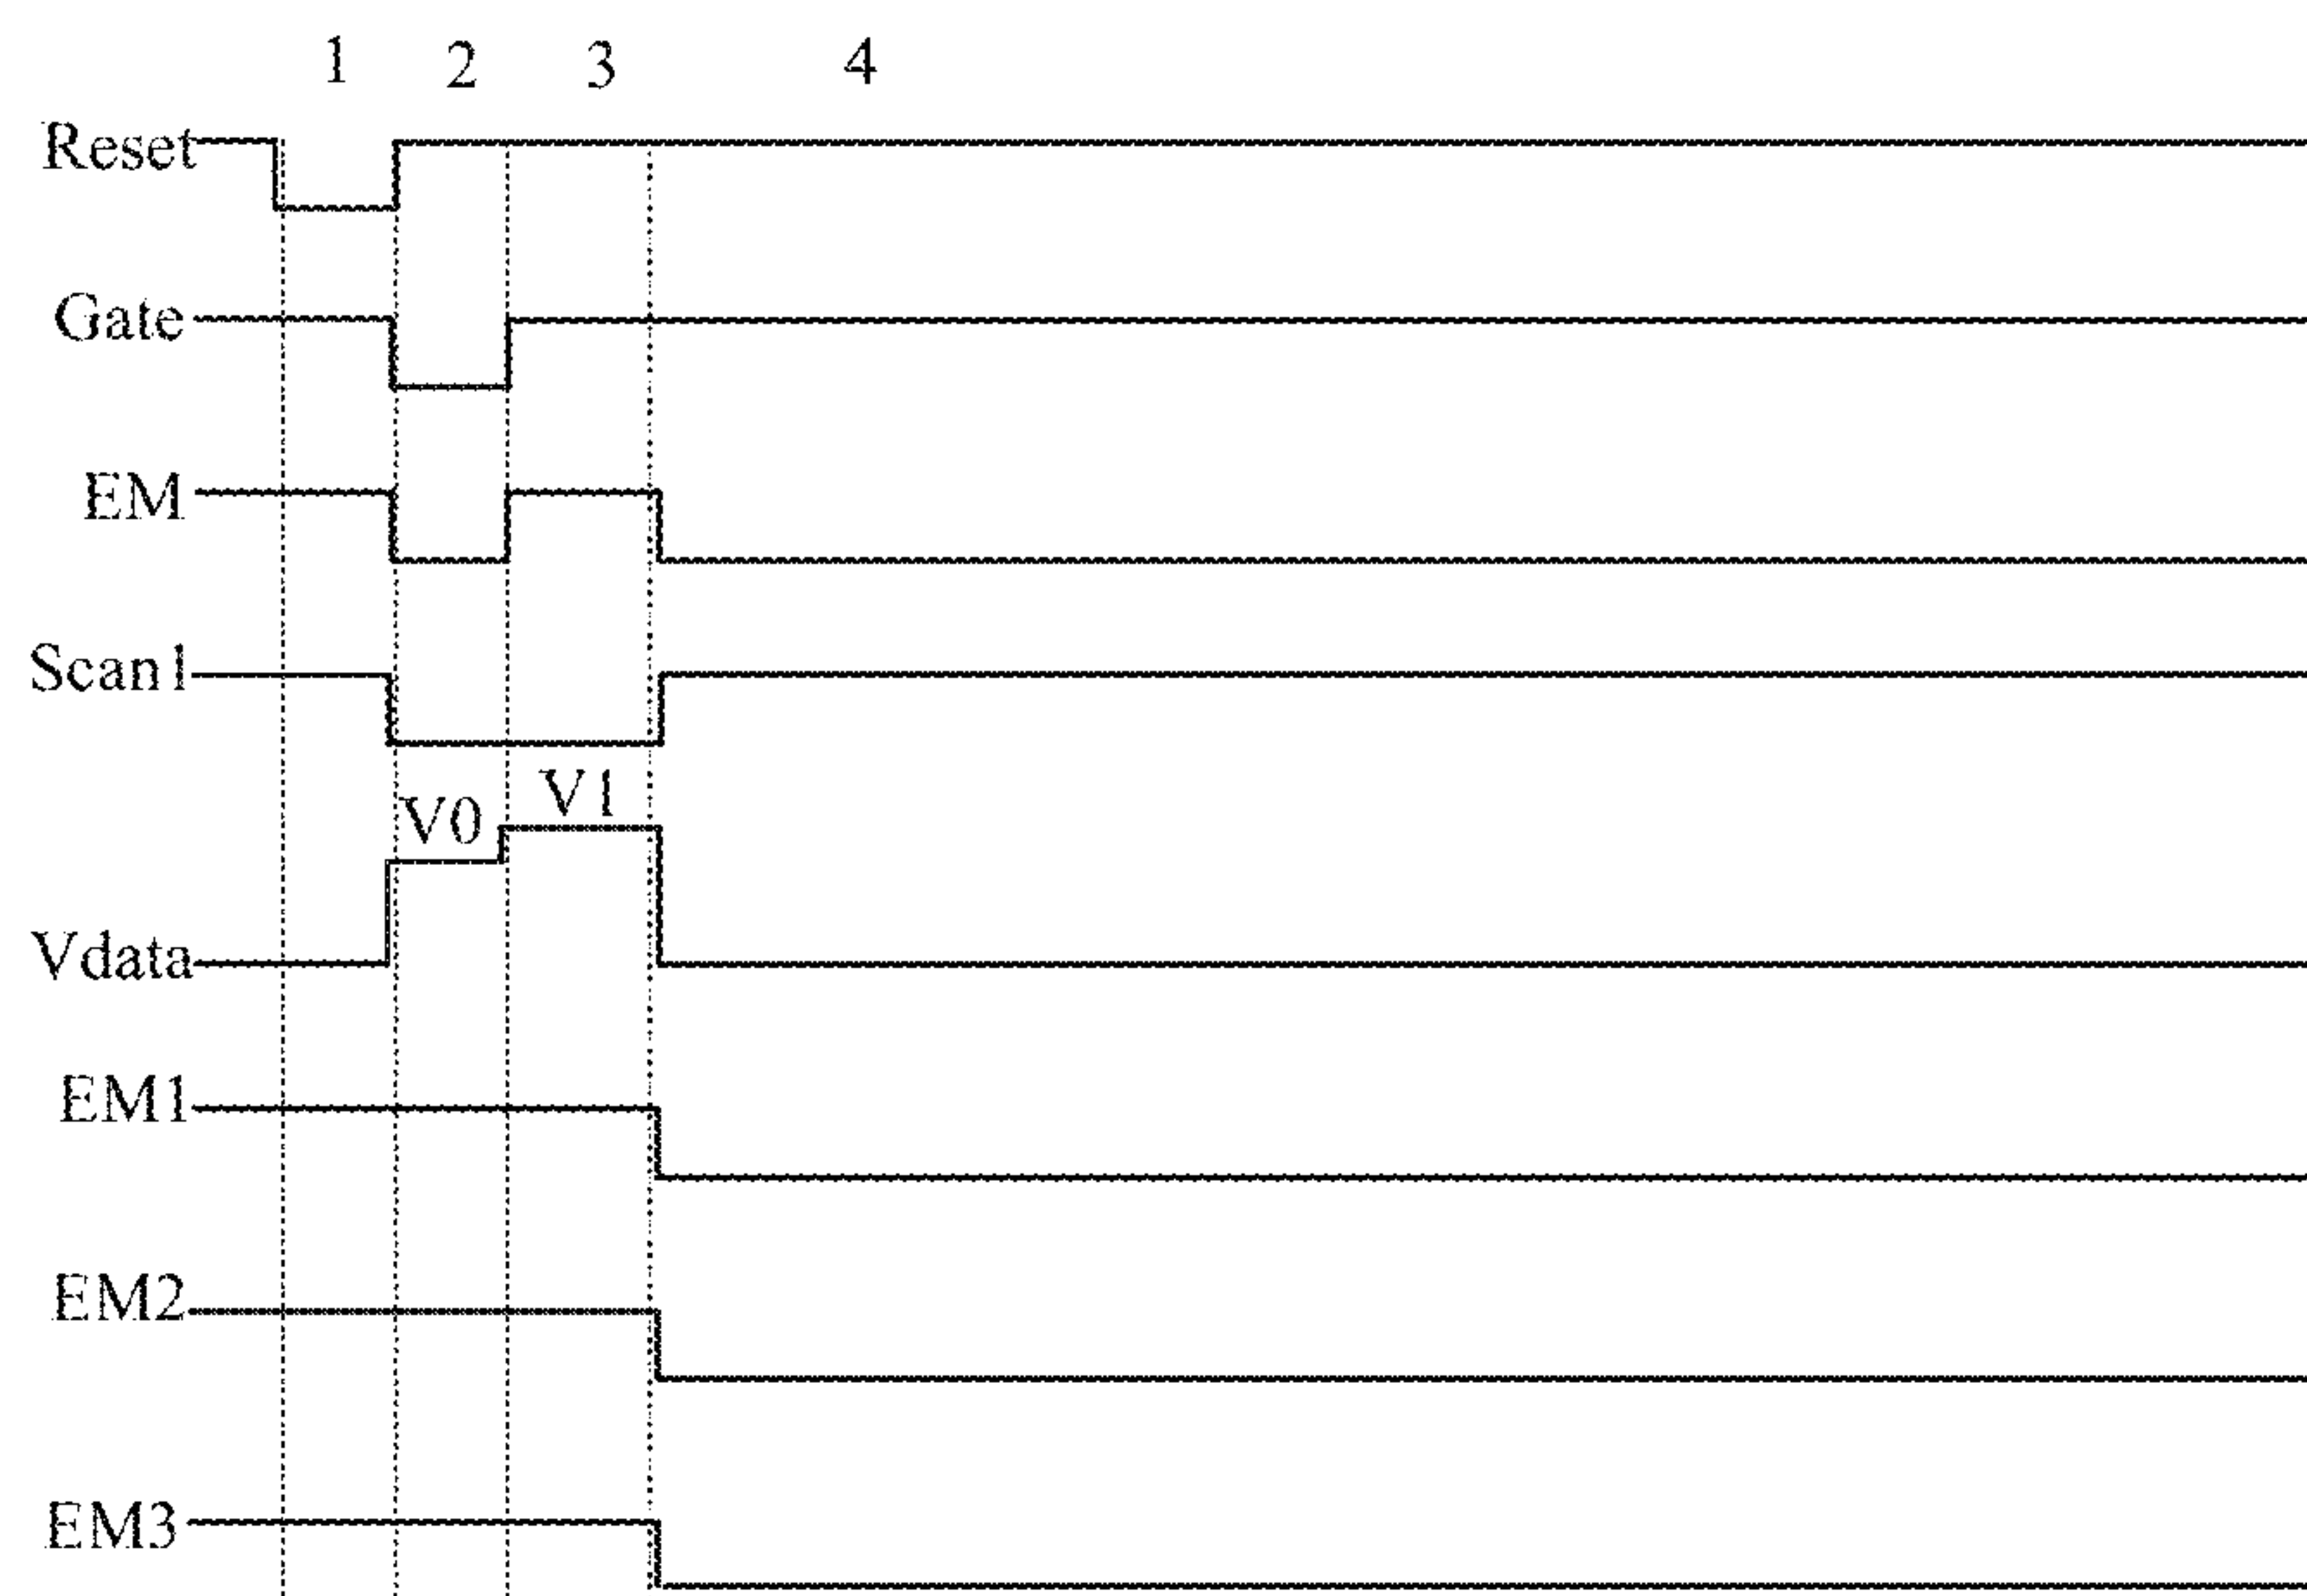 1 2 3 4
Reset
Gate
EM
Scan1
V0 V1
Vdata
EM1
EM2
EM3